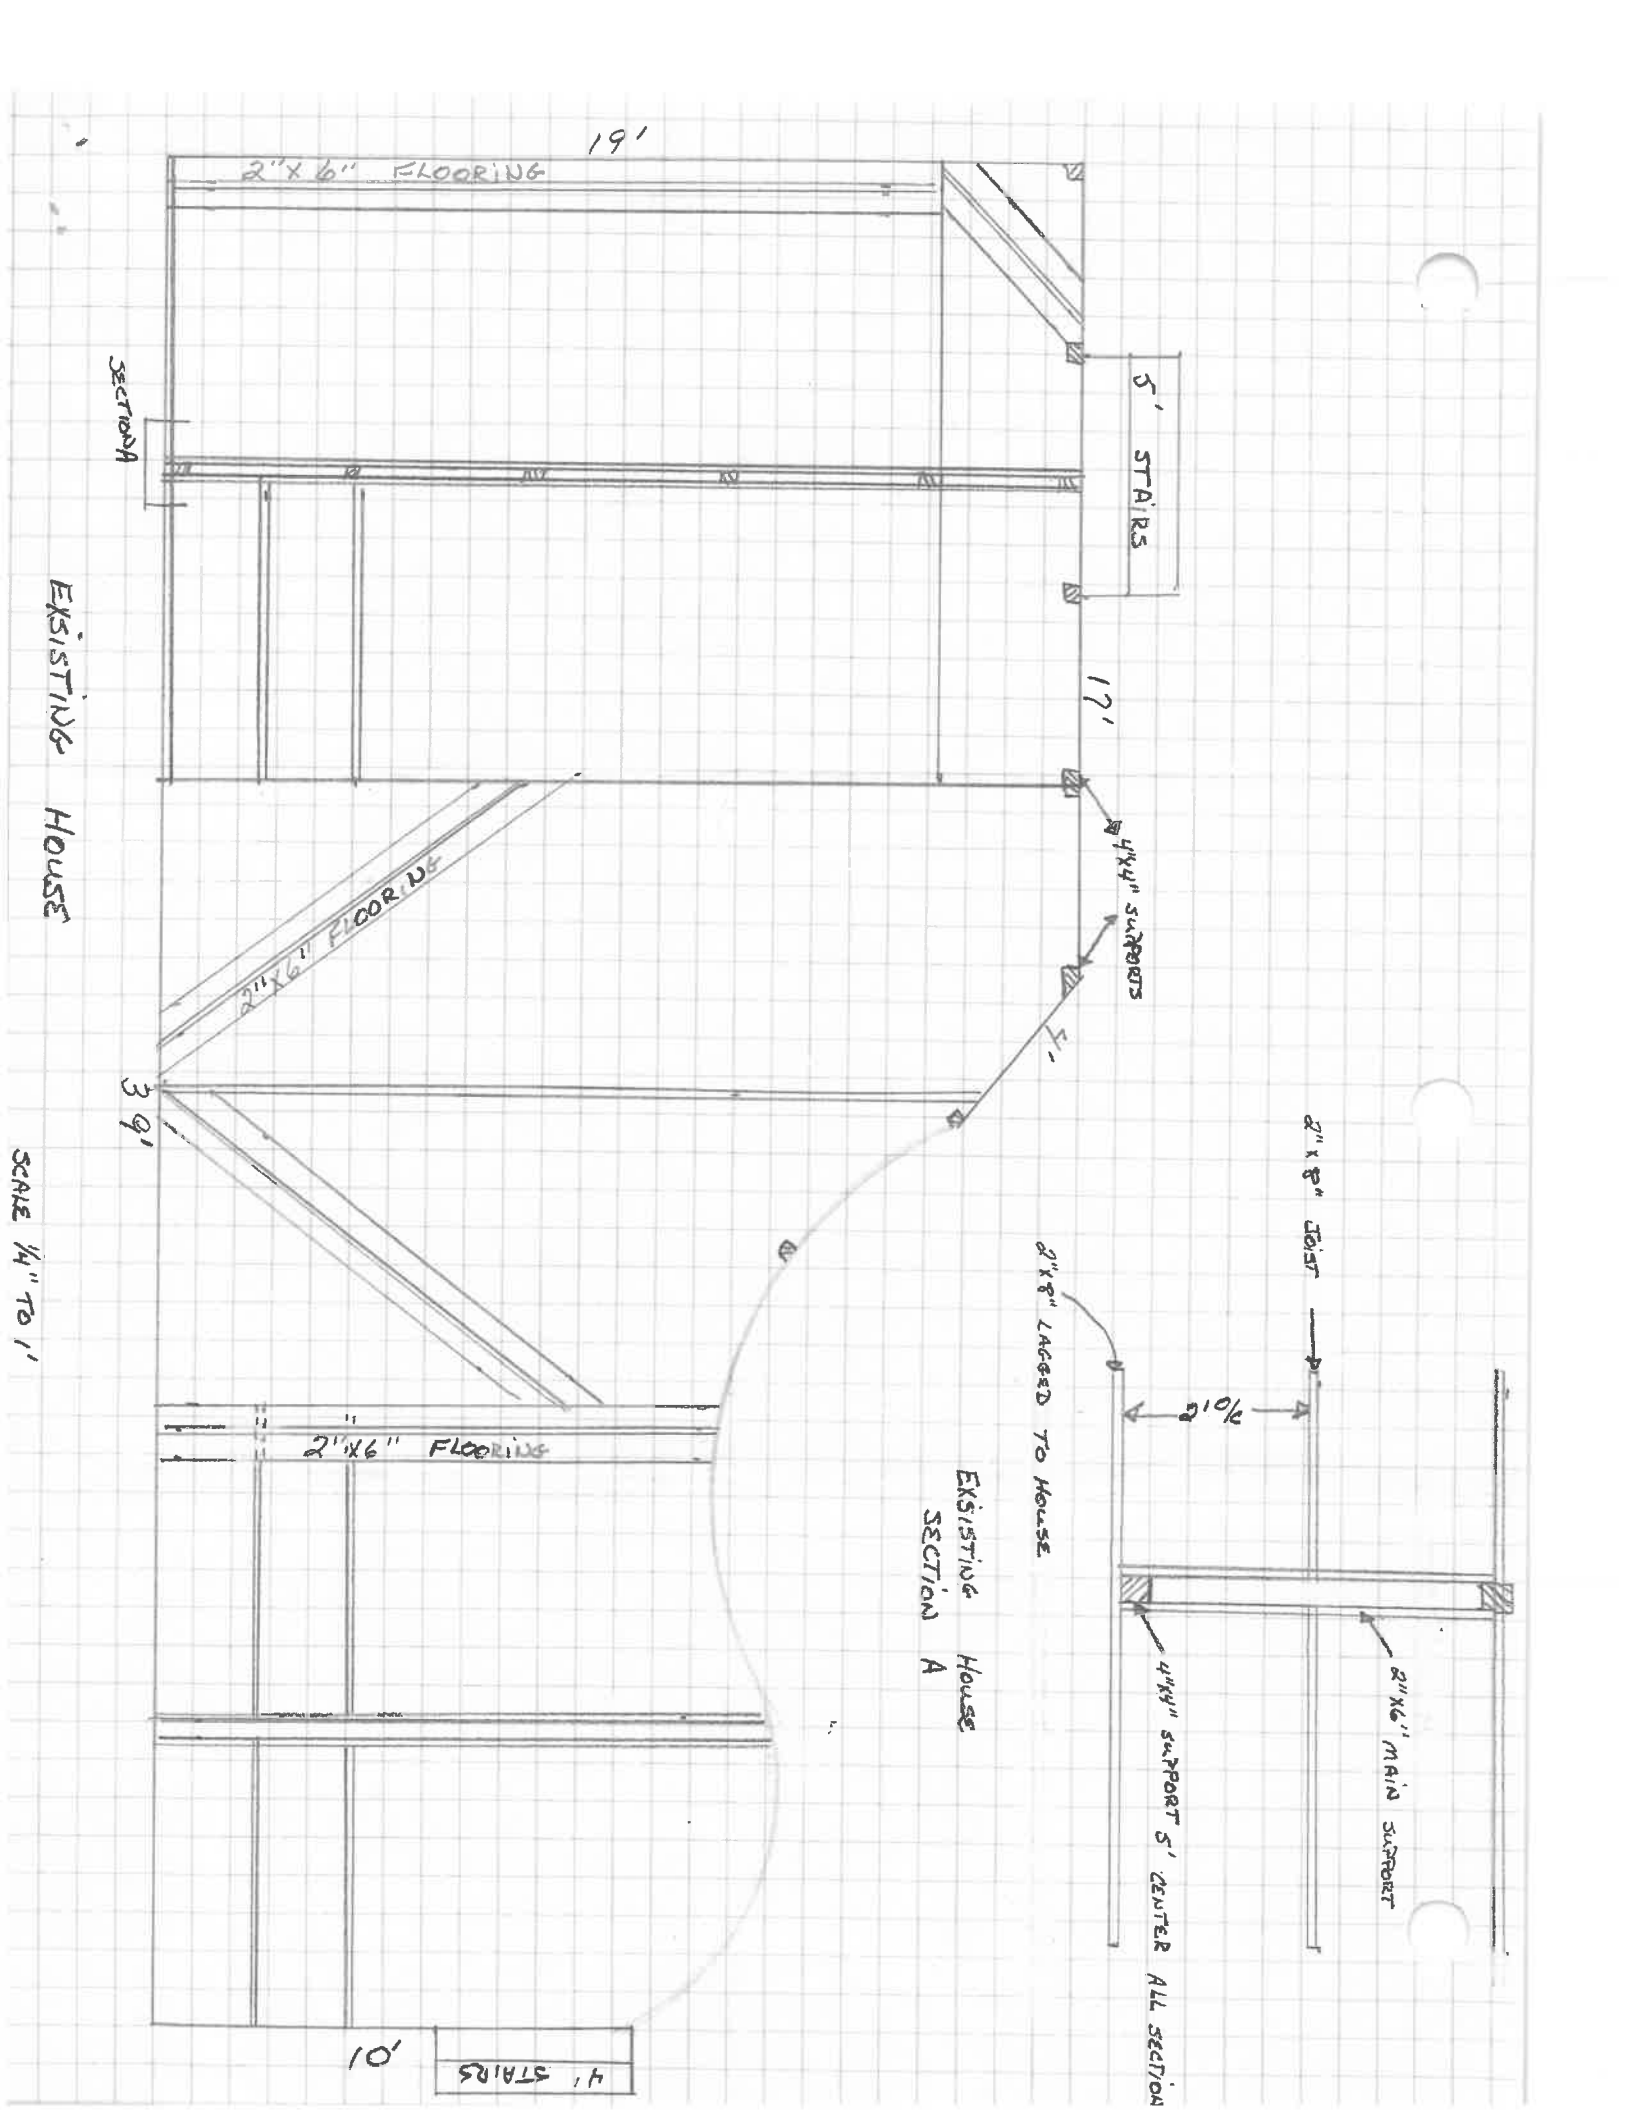 19'
2"X6" FLOORING
5' STAIRS
SECTION A
17'
4"X4" SUPPORTS
EXSISTING HOUSE
2"X6" FLOORING
4'
39'
SCALE 1/4" TO 1'
2"X8" JOIST
2"X8" LAGGED TO HOUSE
2"X6" MAIN SUPPORT
4"X4" SUPPORT 5' CENTER ALL SECTION
EXSISTING HOUSE
SECTION A
2"X6" FLOORING
10'
4' STAIRS